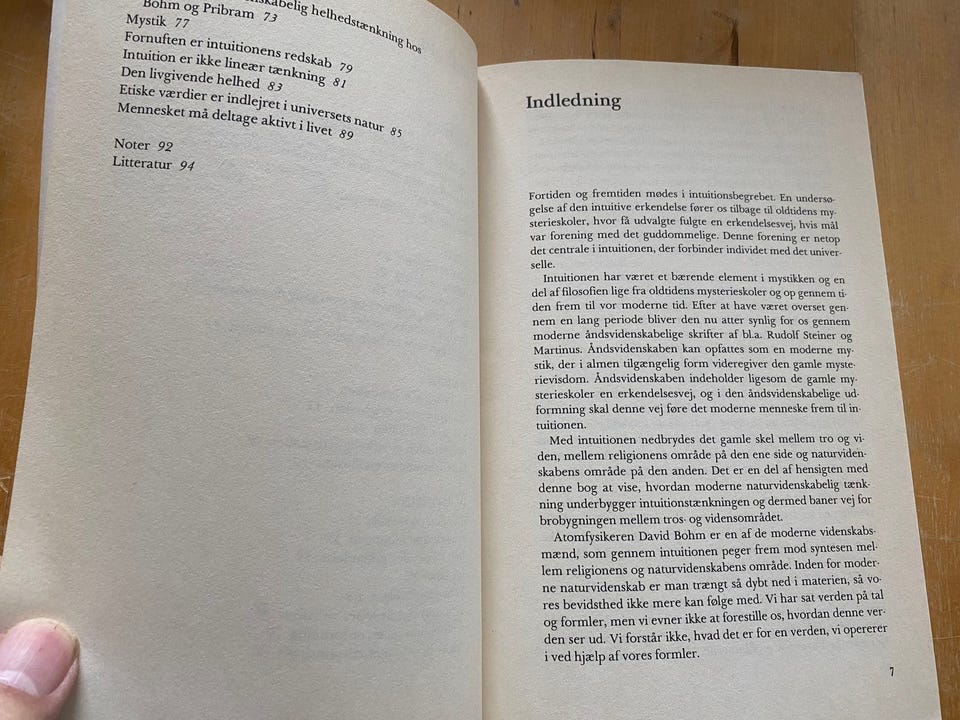 skabelig helhedstænkning hos
Bohm og Pribram 73
Mystik 77
Fornuften er intuitionens redskab 79
Intuition er ikke lineær tænkning 81
Den livgivende helhed 83
Etiske værdier er indlejret i universets natur 85
Mennesket må deltage aktivt i livet 89
Noter 92
Litteratur 94
Indledning
Fortiden og fremtiden mødes i intuitionsbegrebet. En undersø-
gelse af den intuitive erkendelse fører os tilbage til oldtidens my-
sterieskoler, hvor få udvalgte fulgte en erkendelsesvej, hvis mål
var forening med det guddommelige. Denne forening er netop
det centrale i intuitionen, der forbinder individet med det univer-
selle.
Intuitionen har været et bærende element i mystikken og en
del af filosofien lige fra oldtidens mysterieskoler og op gennem ti-
den frem til vor moderne tid. Efter at have været overset gen-
nem en lang periode bliver den nu atter synlig for os gennem
moderne åndsvidenskabelige skrifter af bl.a. Rudolf Steiner og
Martinus. Åndsvidenskaben kan opfattes som en moderne my-
stik, der i almen tilgængelig form videregiver den gamle myste-
rievisdom. Åndsvidenskaben indeholder ligesom de gamle my-
sterieskoler en erkendelsesvej, og i den åndsvidenskabelige ud-
formning skal denne vej føre det moderne menneske frem til in-
tuitionen.
Med intuitionen nedbrydes det gamle skel mellem tro og vi-
den, mellem religionens område på den ene side og naturviden-
skabens område på den anden. Det er en del af hensigten med
denne bog at vise, hvordan moderne naturvidenskabelig tænk-
ning underbygger intuitionstænkningen og dermed baner vej for
brobygningen mellem tros- og vidensområdet.
Atomfysikeren David Bohm er en af de moderne videnskabs-
mænd, som gennem intuitionen peger frem mod syntesen mel-
lem religionens og naturvidenskabens område. Inden for moder-
ne naturvidenskab er man trængt så dybt ned i materien, så vo-
res bevidsthed ikke mere kan følge med. Vi har sat verden på tal
og formler, men vi evner ikke at forestille os, hvordan denne ver-
den ser ud. Vi forstår ikke, hvad det er for en verden, vi opererer
i ved hjælp af vores formler.
7